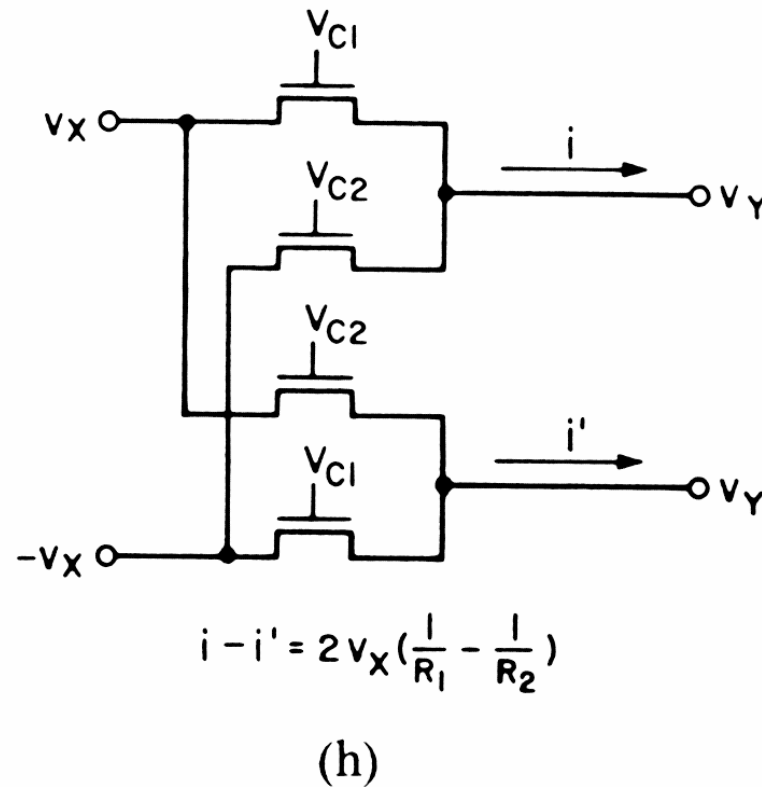 V_C1
v_X
i
V_C2
v_Y
V_C2
i'
V_C1
v_Y
-v_X
i - i' = 2 v_X (1/R_1 - 1/R_2)
(h)